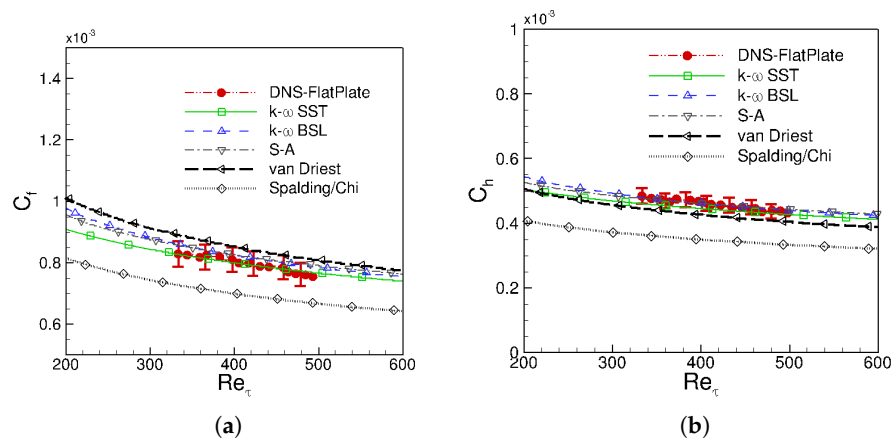 ×10⁻³
1.4
1.2
1
0.8
0.6
C_f
DNS-FlatPlate
k-ω SST
k-ω BSL
S-A
van Driest
Spalding/Chi
200 300 400 500 600
Re_τ
(a)
×10⁻³
1
0.8
0.6
0.4
0.2
0
C_h
DNS-FlatPlate
k-ω SST
k-ω BSL
S-A
van Driest
Spalding/Chi
200 300 400 500 600
Re_τ
(b)